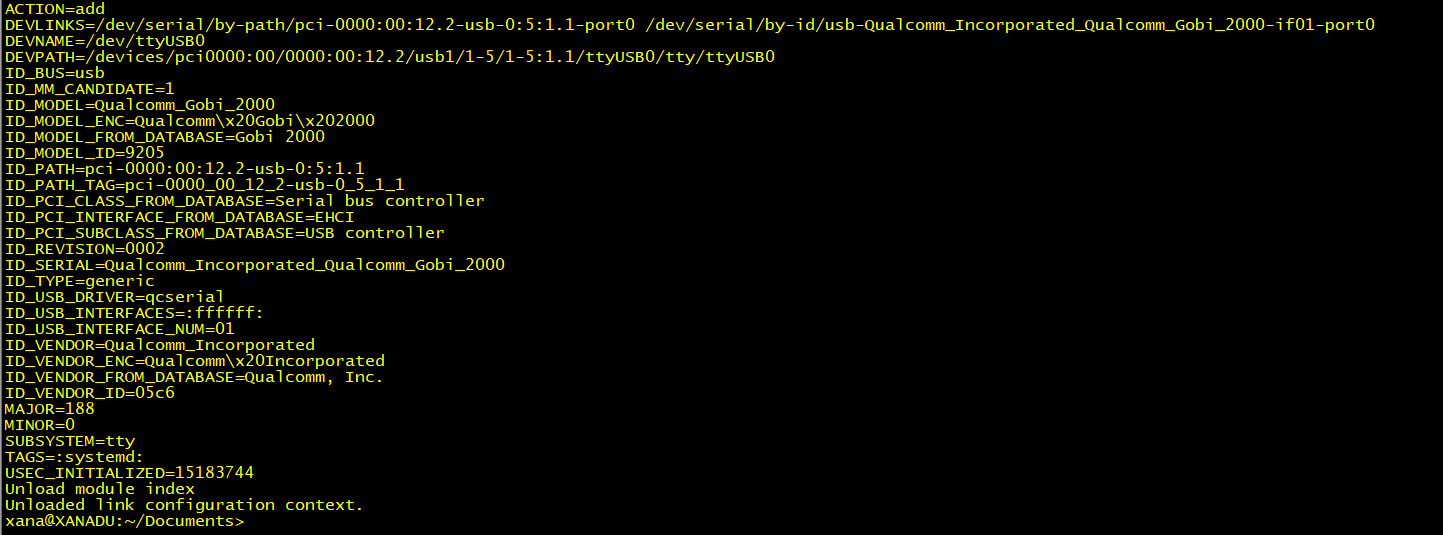 ACTION=add
DEVLINKS=/dev/serial/by-path/pci-0000:00:12.2-usb-0:5:1.1-port0 /dev/serial/by-id/usb-Qualcomm_Incorporated_Qualcomm_Gobi_2000-if01-port0
DEVNAME=/dev/ttyUSB0
DEVPATH=/devices/pci0000:00/0000:00:12.2/usb1/1-5/1-5:1.1/ttyUSB0/tty/ttyUSB0
ID_BUS=usb
ID_MM_CANDIDATE=1
ID_MODEL=Qualcomm_Gobi_2000
ID_MODEL_ENC=Qualcomm\x20Gobi\x202000
ID_MODEL_FROM_DATABASE=Gobi 2000
ID_MODEL_ID=9205
ID_PATH=pci-0000:00:12.2-usb-0:5:1.1
ID_PATH_TAG=pci-0000_00_12_2-usb-0_5_1_1
ID_PCI_CLASS_FROM_DATABASE=Serial bus controller
ID_PCI_INTERFACE_FROM_DATABASE=EHCI
ID_PCI_SUBCLASS_FROM_DATABASE=USB controller
ID_REVISION=0002
ID_SERIAL=Qualcomm_Incorporated_Qualcomm_Gobi_2000
ID_TYPE=generic
ID_USB_DRIVER=qcserial
ID_USB_INTERFACES=:ffffff:
ID_USB_INTERFACE_NUM=01
ID_VENDOR=Qualcomm_Incorporated
ID_VENDOR_ENC=Qualcomm\x20Incorporated
ID_VENDOR_FROM_DATABASE=Qualcomm, Inc.
ID_VENDOR_ID=05c6
MAJOR=188
MINOR=0
SUBSYSTEM=tty
TAGS=:systemd:
USEC_INITIALIZED=15183744
Unload module index
Unloaded link configuration context.
xana@XANADU:~/Documents>